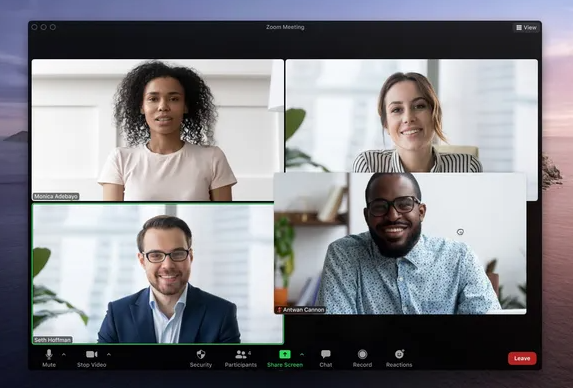 Zoom Meeting
View
Monica Adebayo
Seth Hoffman
Antwan Cannon
Mute
Stop Video
Security
Participants
4
Share Screen
Chat
Record
Reactions
Leave